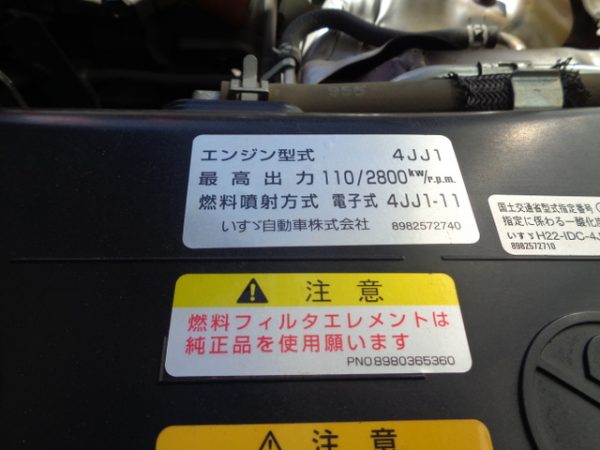 955
エンジン型式 4JJ1
最高出力 110/2800kw/r.p.m.
燃料噴射方式 電子式 4JJ1-11
いすゞ自動車株式会社 8982572740
国土交通省型式指定番号
指定に係わる一酸化炭
いすゞH22-IDC-4J
8982572710
注意
燃料フィルタエレメントは
純正品を使用願います
PNO8980365360
注意